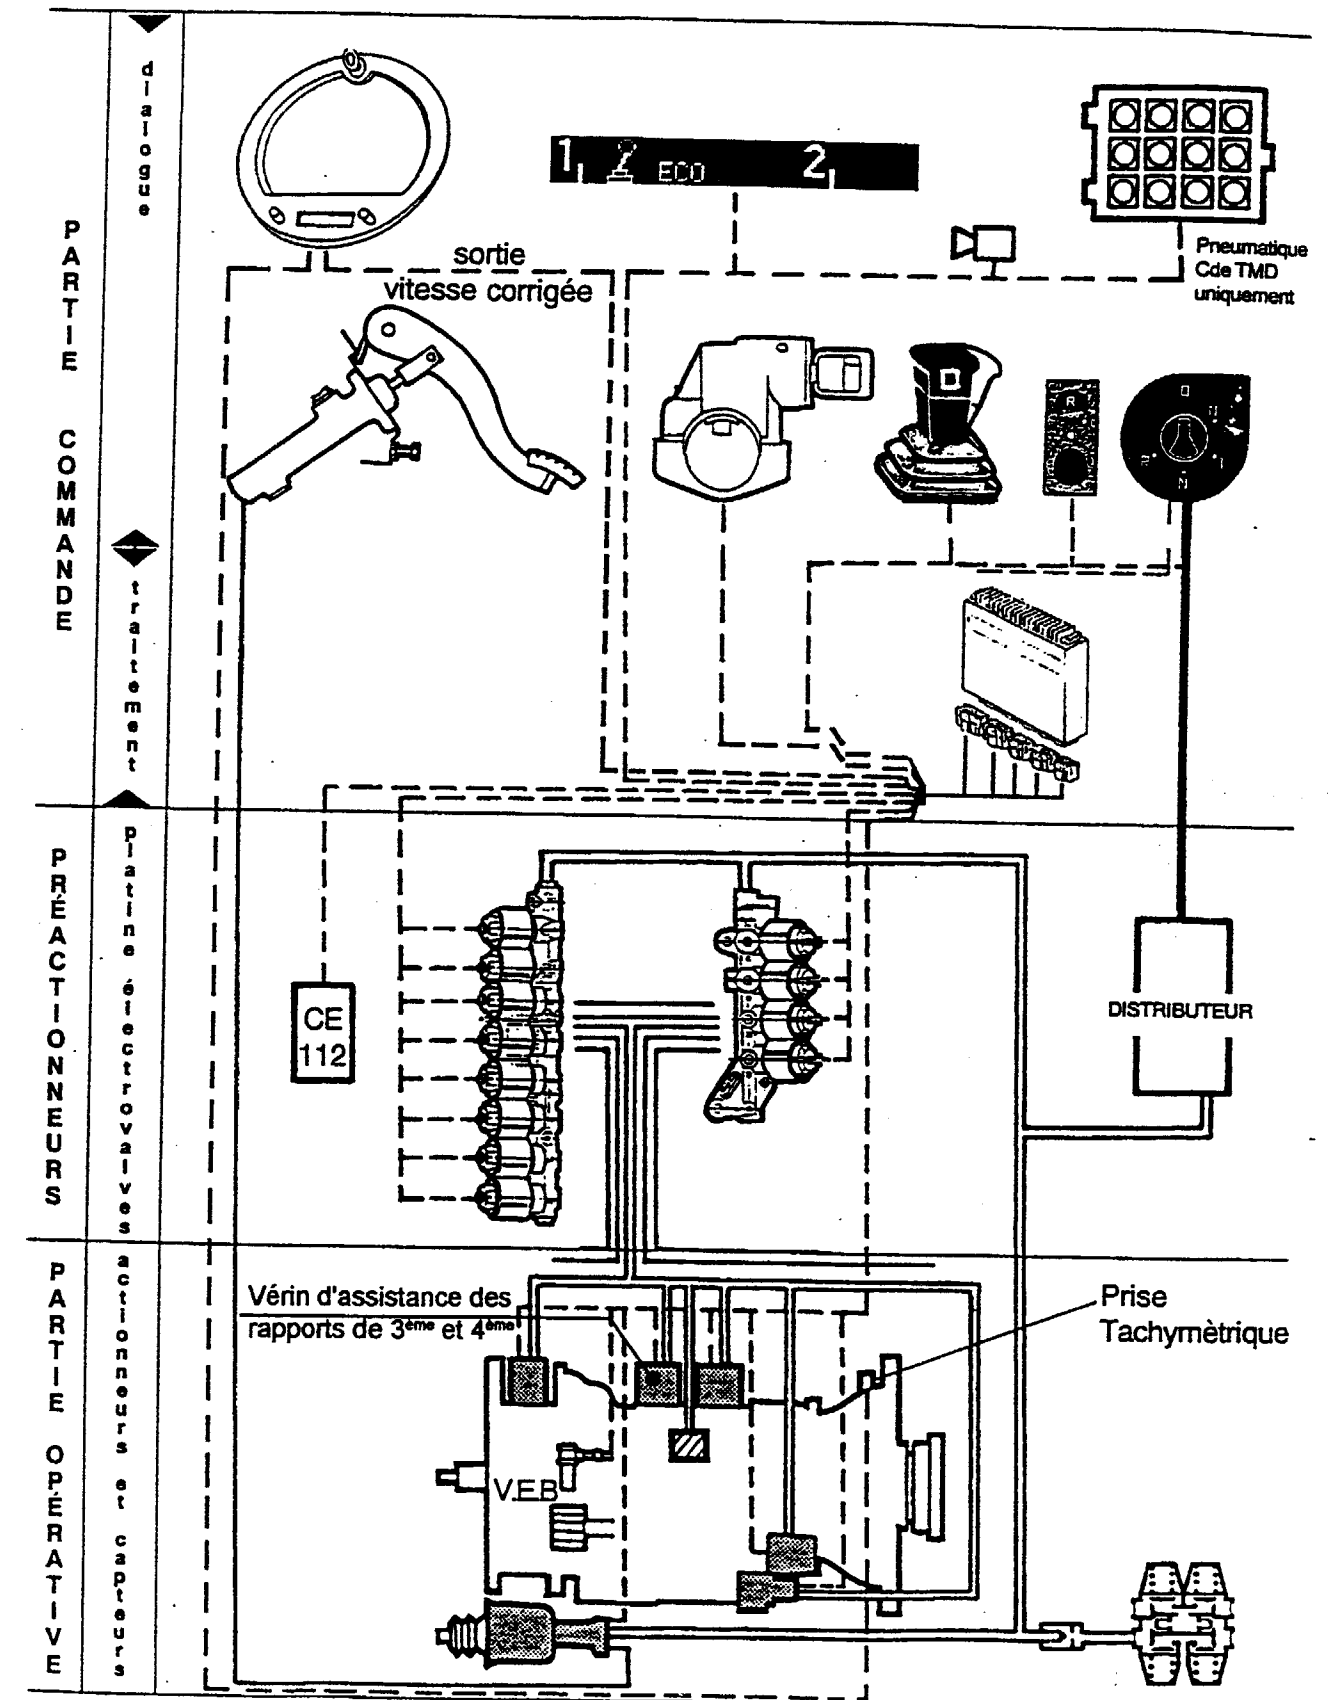 dialogue
PARTIE COMMANDE
traitement
1 ECO 2
sortie
vitesse corrigée
Pneumatique
Cde TMD
uniquement
R
N
PRÉACTIONNEURS
platine électrovalves
CE
112
DISTRIBUTEUR
PARTIE OPÉRATIVE
actionneurs et capteurs
Vérin d'assistance des
rapports de 3ème et 4ème
Prise
Tachymètrique
V.E.B